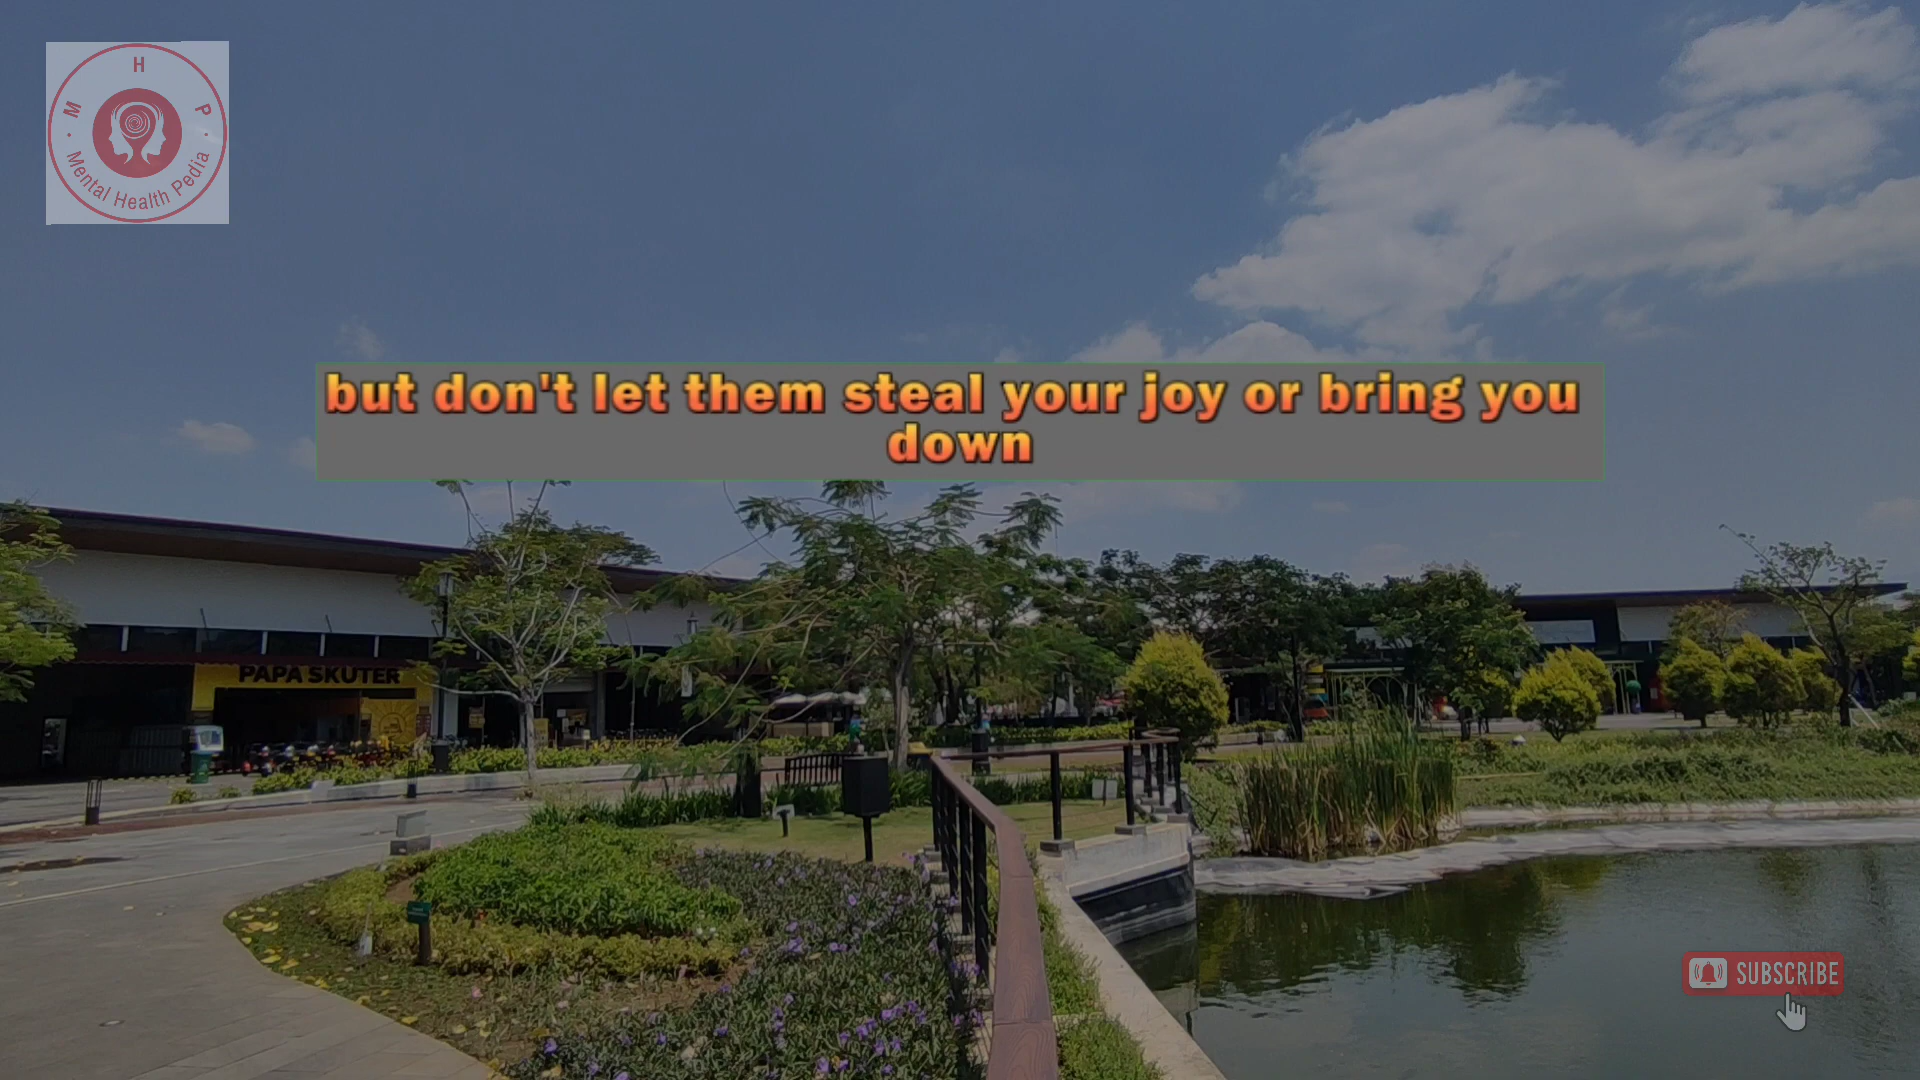 M H P
Mental Health Pedia
but don't let them steal your joy or bring you
down
PAPA SKUTER
SUBSCRIBE